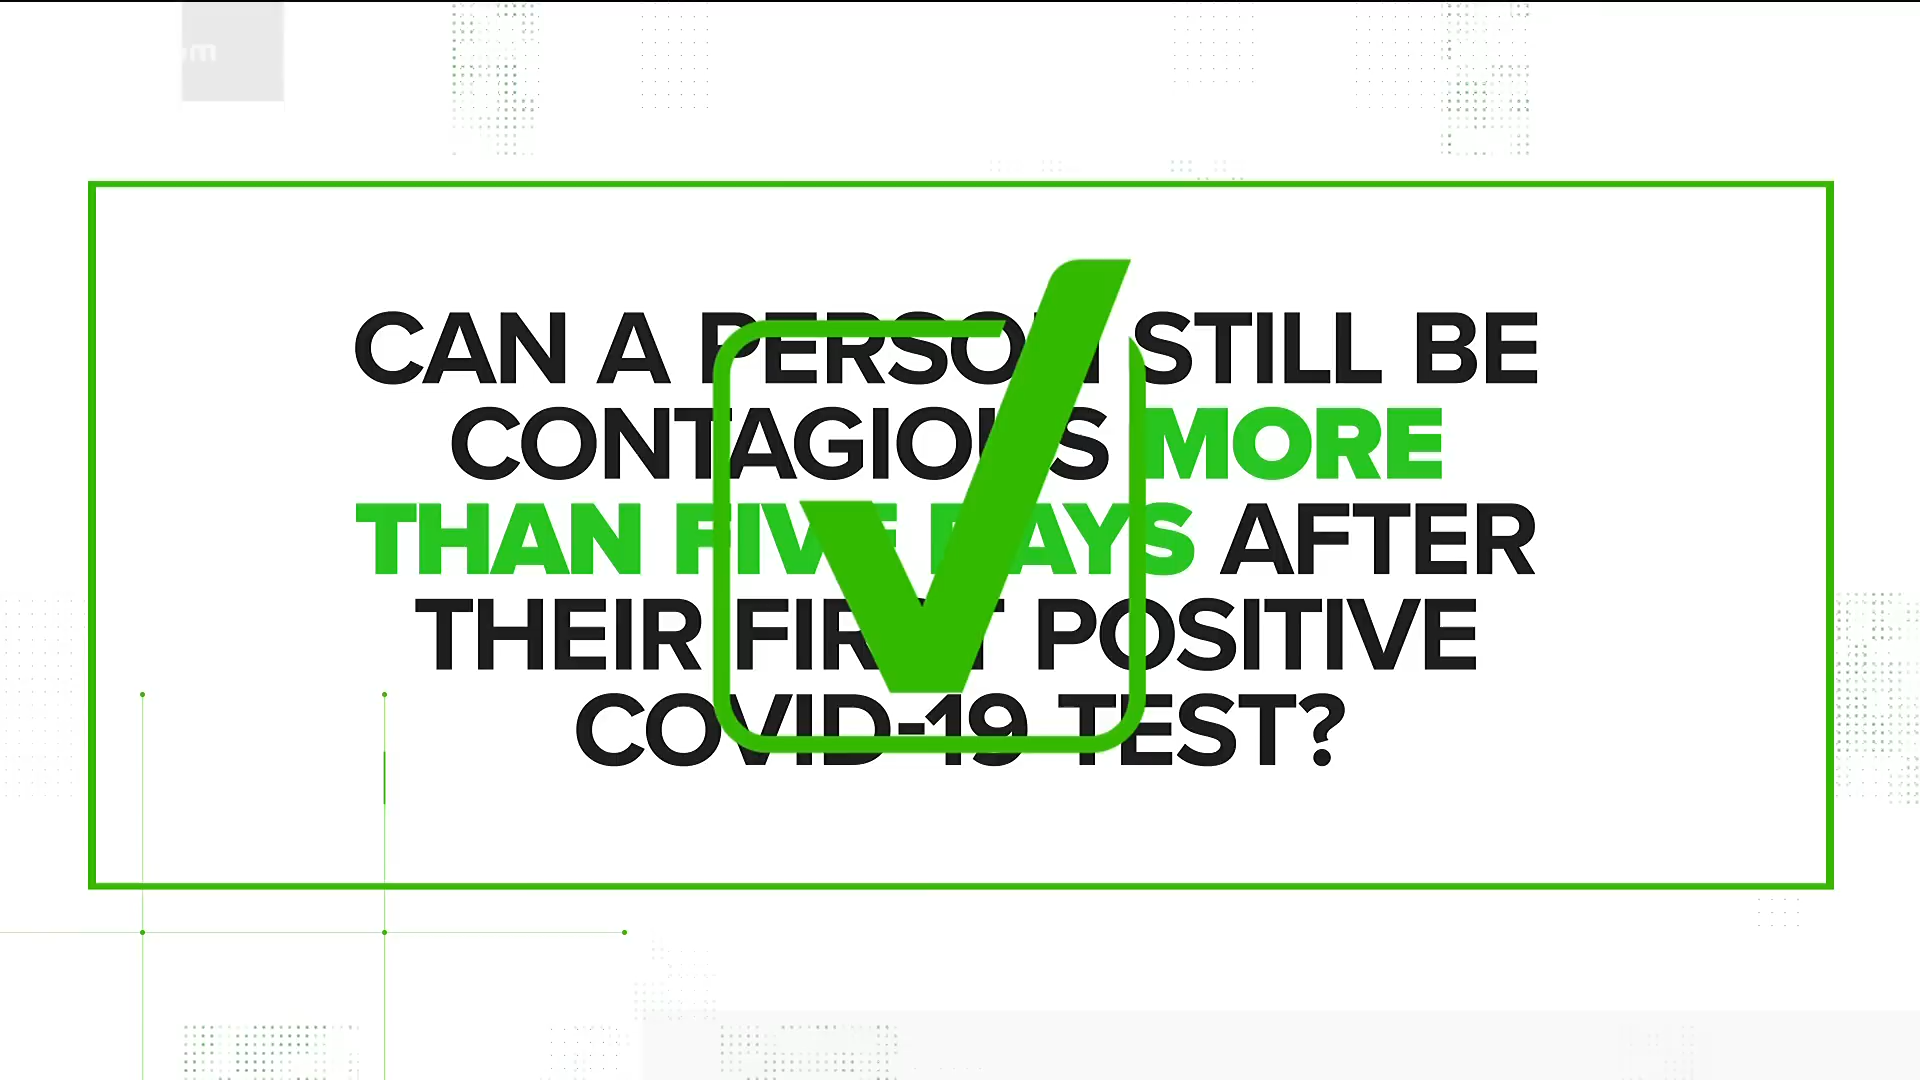 CAN A PERSON STILL BE
CONTAGIOUS MORE
THAN FIVE DAYS AFTER
THEIR FIRST POSITIVE
COVID-19 TEST?